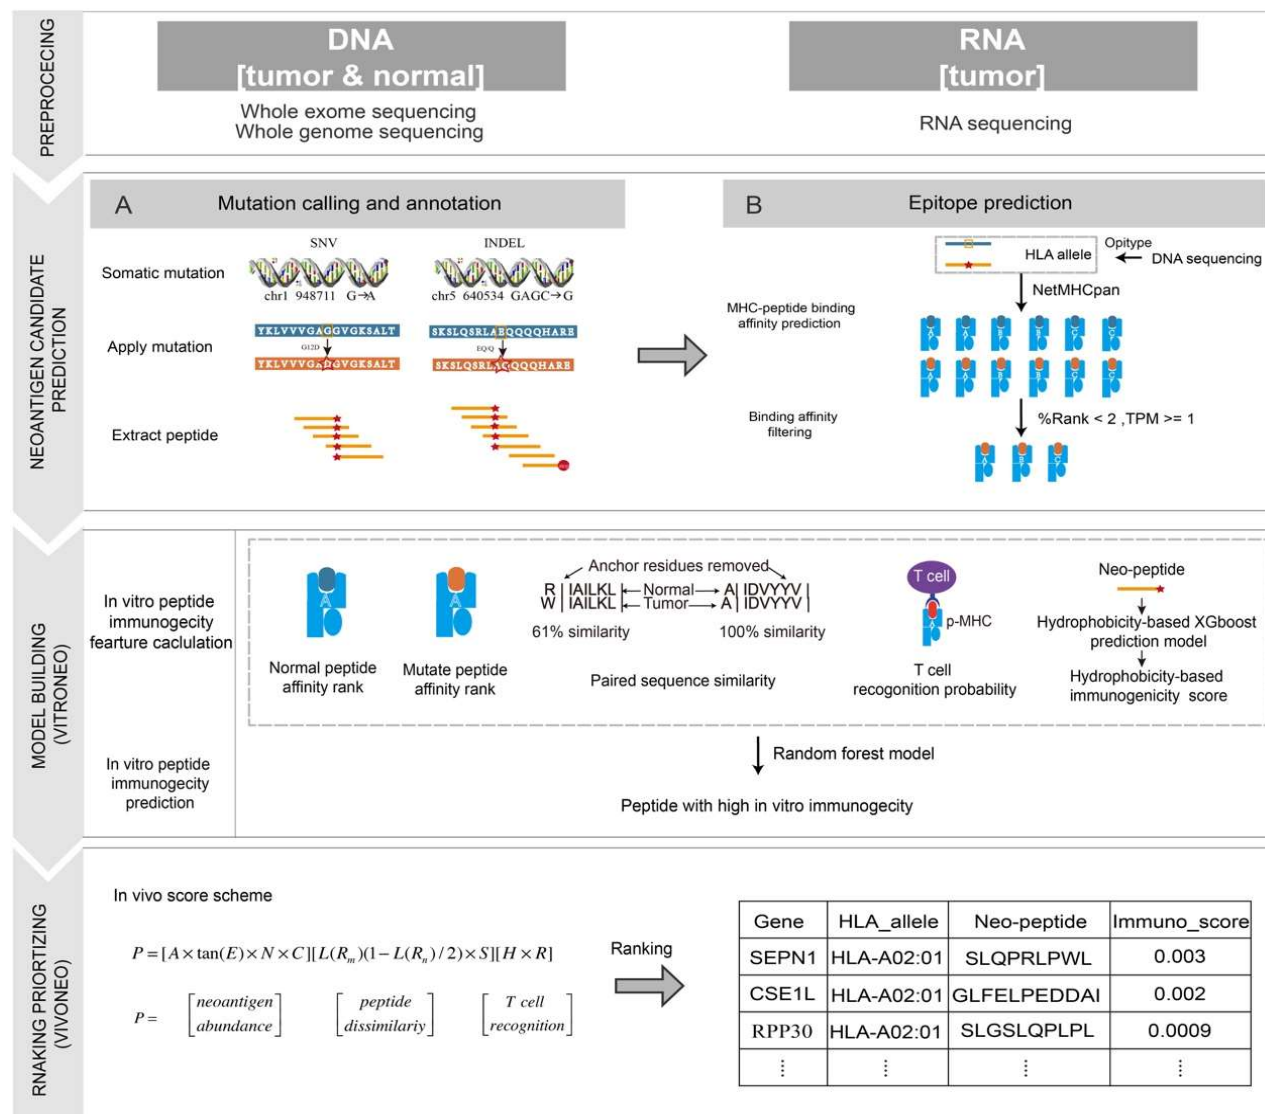 PREPROCECING
DNA
[tumor & normal]
Whole exome sequencing
Whole genome sequencing
RNA
[tumor]
RNA sequencing
NEOANTIGEN CANDIDATE
PREDICTION
A
Mutation calling and annotation
SNV
INDEL
Somatic mutation
chr1 948711 G→A
chr5 640534 GAGC→G
Apply mutation
YKLVVVGAGGVGKSALT
G12D
YKLVVVGADGVGKSALT
SKSLQSRLAEQQQQHARE
EQ/Q
Extract peptide
B
Epitope prediction
HLA allele
Opitype
DNA sequencing
NetMHCpan
MHC-peptide binding
affinity prediction
A A B B C C
A A B B C C
Binding affinity
filtering
%Rank < 2 ,TPM >= 1
A B C
MODEL BUILDING
(VITRONEO)
In vitro peptide
immunogecity
fearture caclulation
A
Normal peptide
affinity rank
A
Mutate peptide
affinity rank
Anchor residues removed
R IAILKL Normal A IDVYYV
W IAILKL Tumor A IDVYYV
61% similarity
100% similarity
Paired sequence similarity
T cell
p-MHC
T cell
recogonition probability
Neo-peptide
Hydrophobicity-based XGboost
prediction model
Hydrophobicity-based
immunogenicity score
In vitro peptide
immunogecity
prediction
Random forest model
Peptide with high in vitro immunogecity
RNAKING PRIORTIZING
(VIVONEO)
In vivo score scheme
P=[A×tan(E)×N×C][L(Rm)(1−L(Rn)/2)×S][H×R]
P= [neoantigen abundance] [peptide dissimilariy] [T cell recognition]
Ranking
Gene HLA_allele Neo-peptide Immuno_score
SEPN1 HLA-A02:01 SLQPRLPWL 0.003
CSE1L HLA-A02:01 GLFELPEDDAI 0.002
RPP30 HLA-A02:01 SLGSLQPLPL 0.0009
⋮ ⋮ ⋮ ⋮